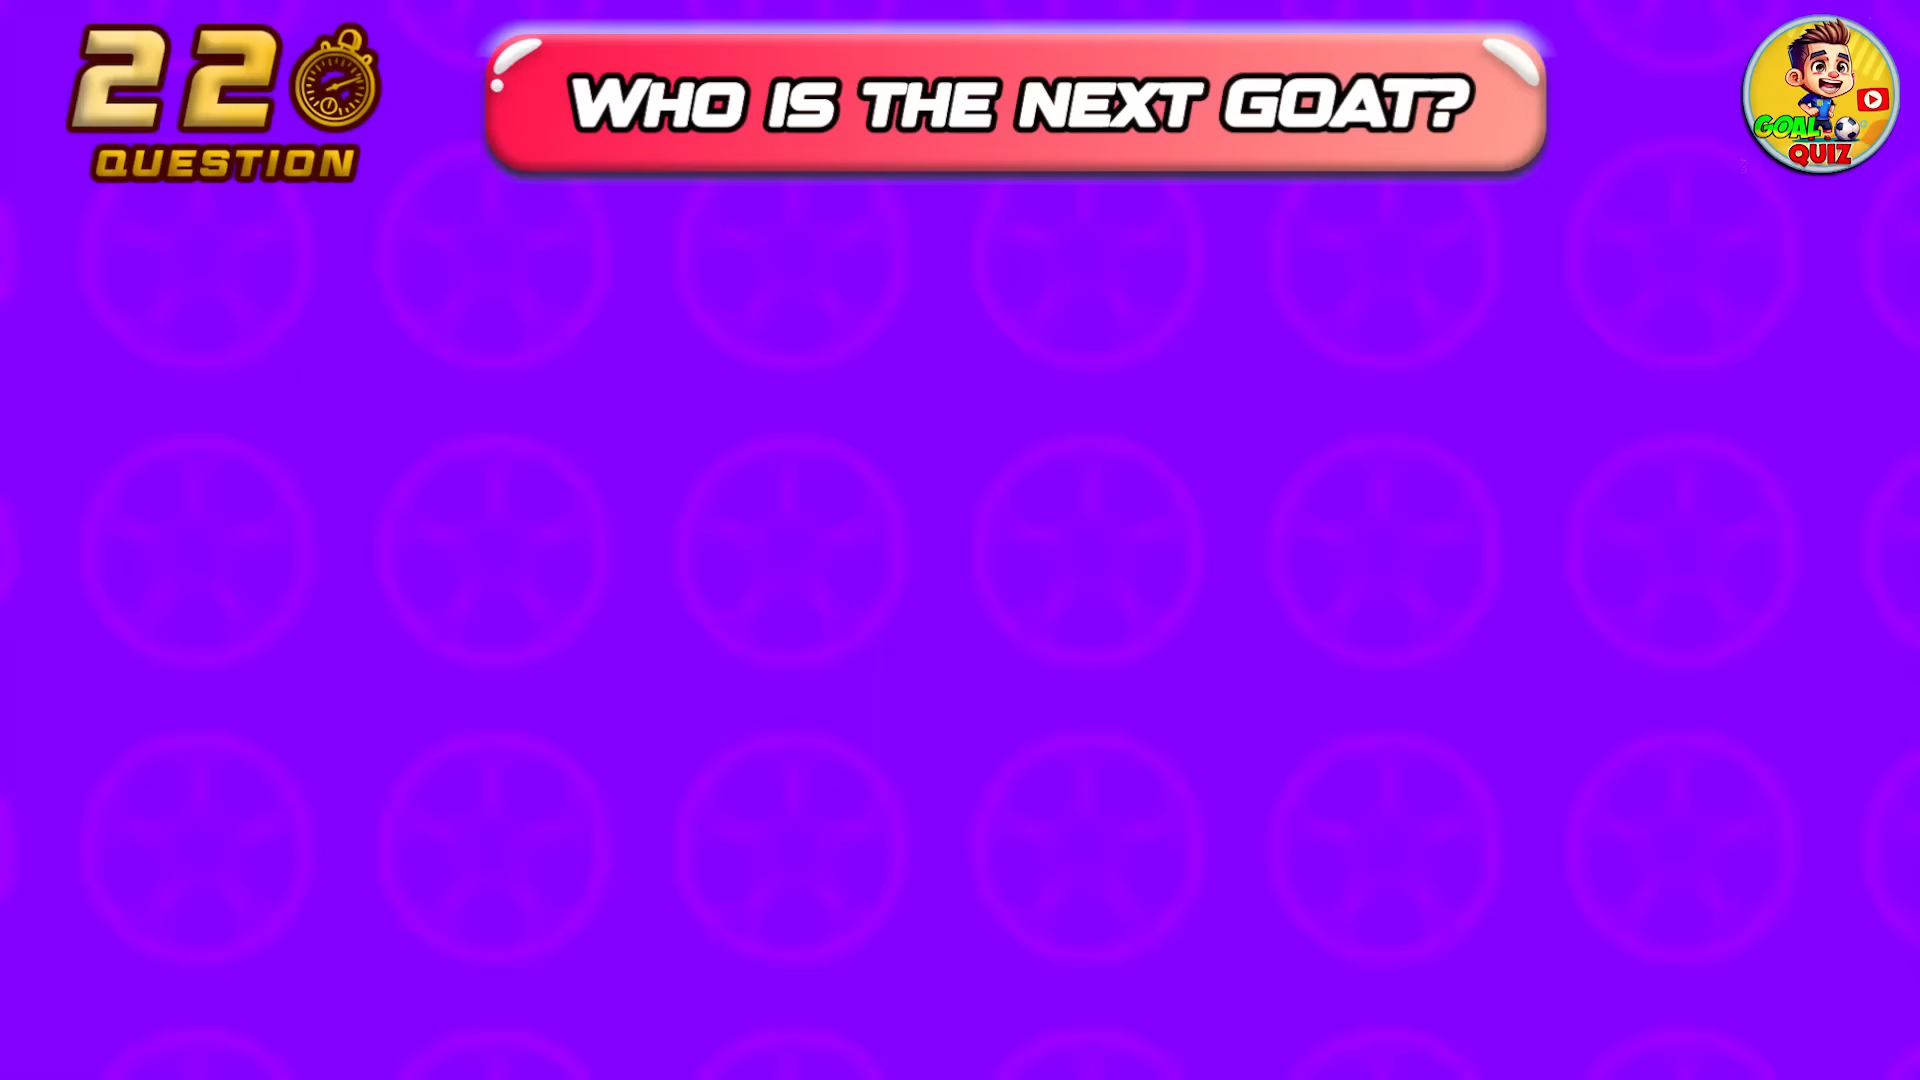 22
QUESTION
WHO IS THE NEXT GOAT?
GOAL
QUIZ